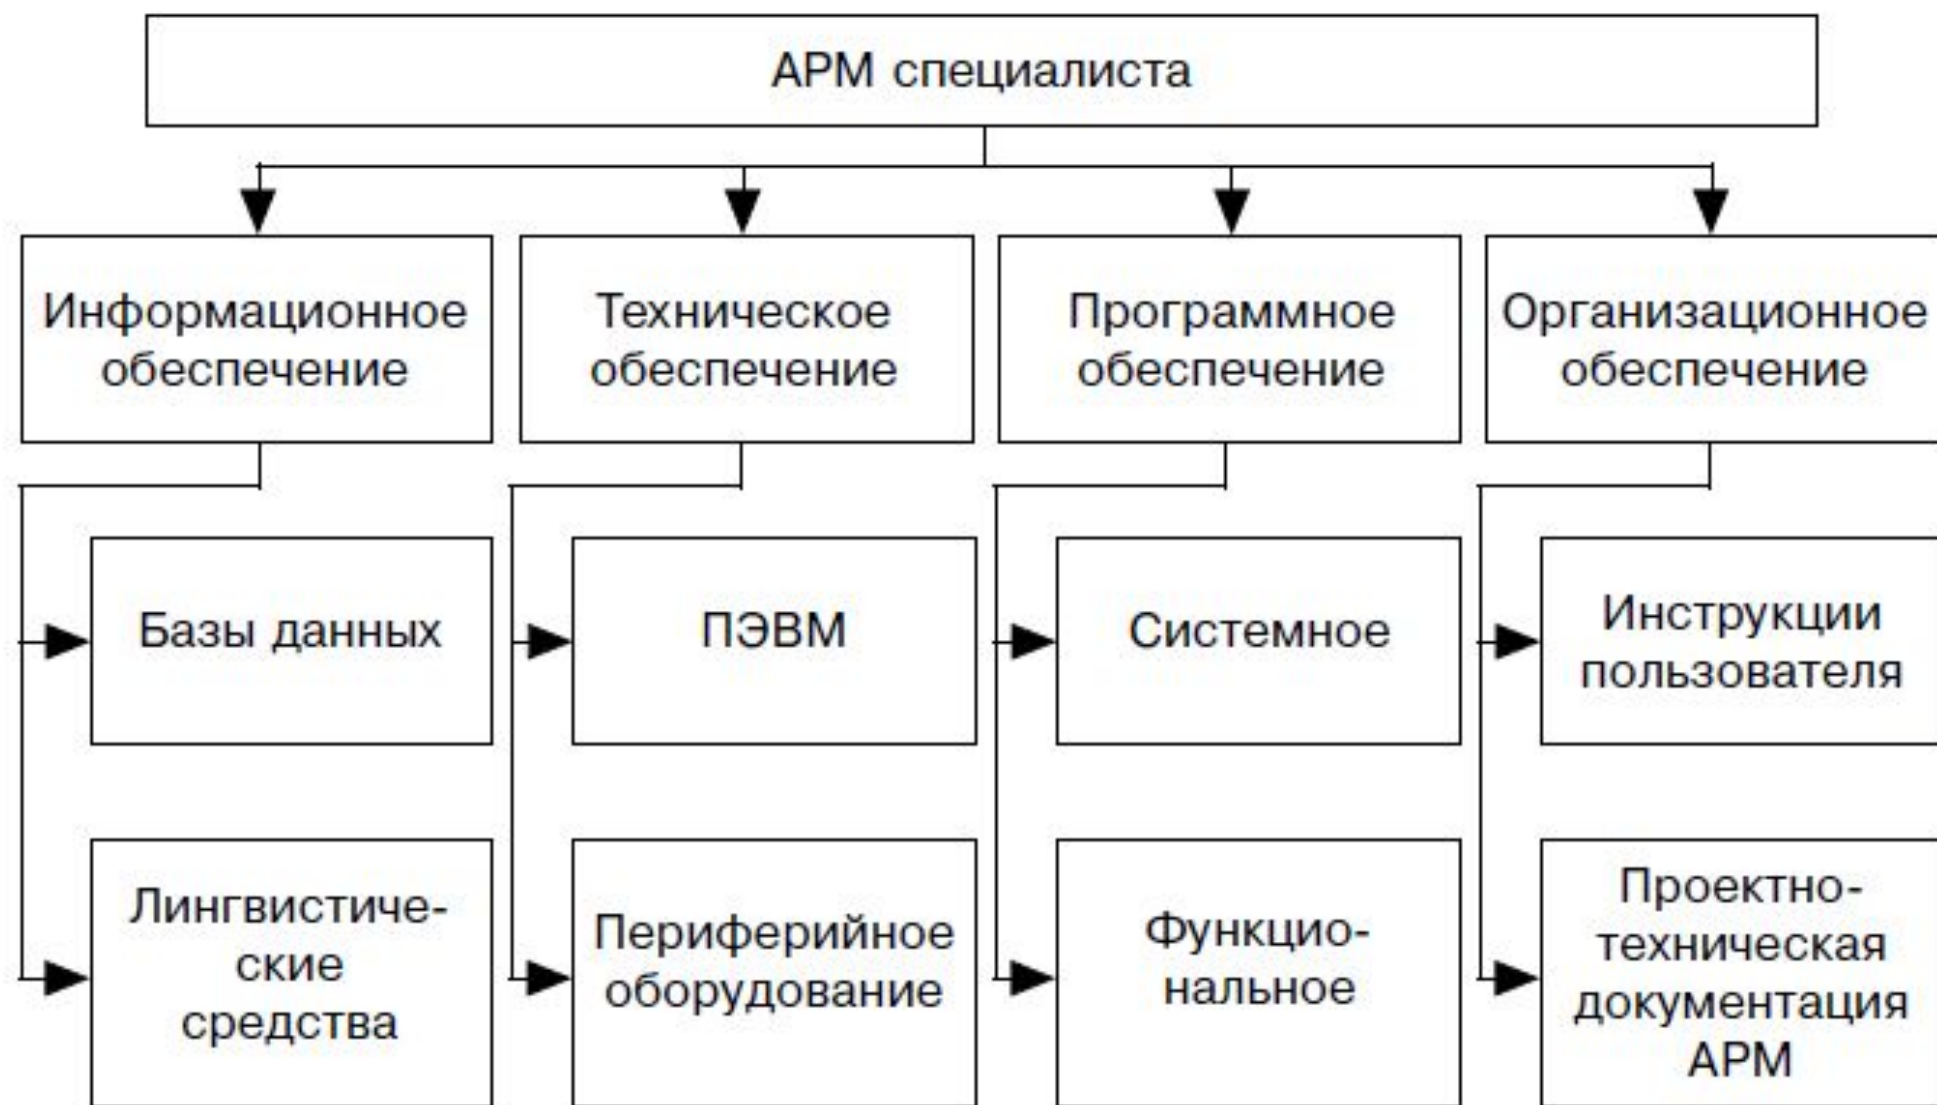 АРМ специалиста
Информационное
обеспечение
Техническое
обеспечение
Программное
обеспечение
Организационное
обеспечение
Базы данных
ПЭВМ
Системное
Инструкции
пользователя
Лингвистиче-
ские
средства
Периферийное
оборудование
Функцио-
нальное
Проектно-
техническая
документация
АРМ